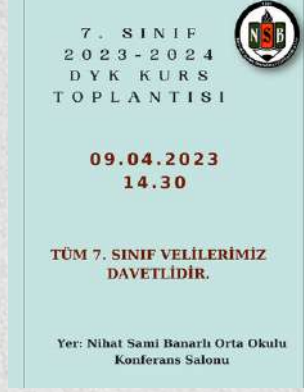 7. SINIF
2023-2024
DYK KURS
TOPLANTISI
NSB
09.04.2023
14.30
TÜM 7. SINIF VELİLERİMİZ
DAVETLİDİR.
Yer: Nihat Sami Banarlı Orta Okulu
Konferans Salonu